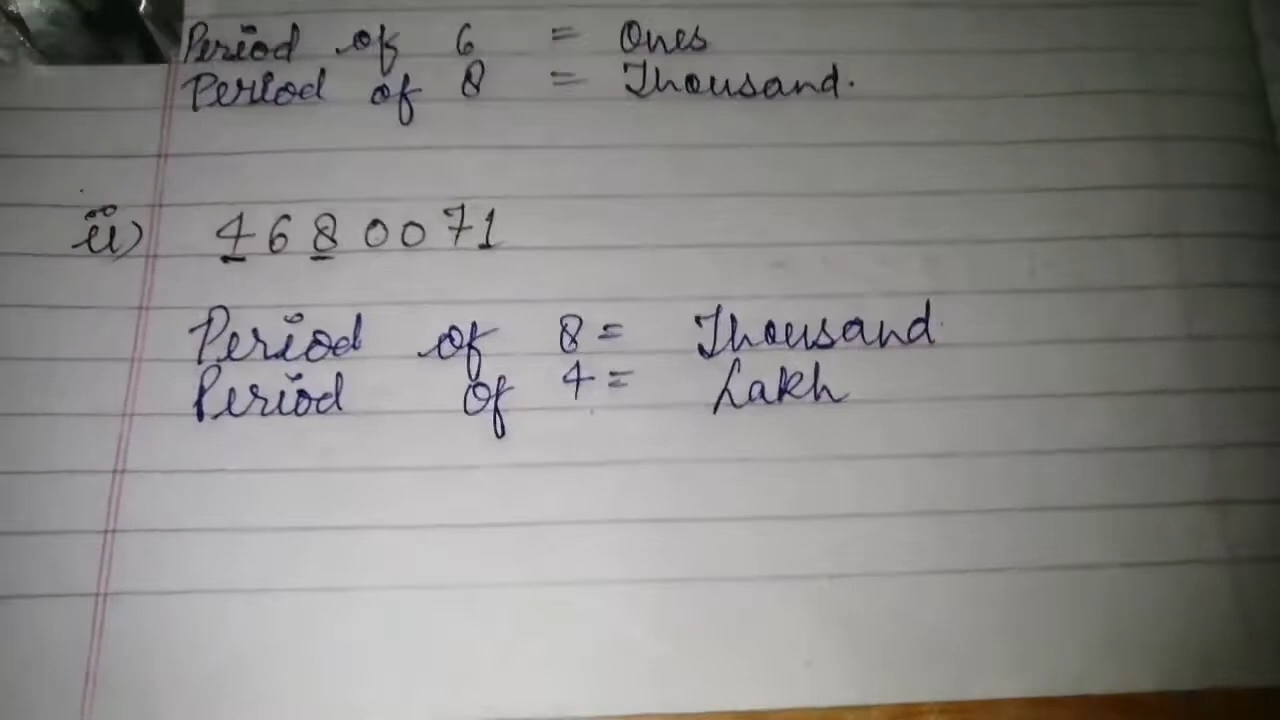 Period of 6 = Ones
Period of 8 = Thousand.
ii) 4680071
Period of 8 = Thousand.
Period of 4 = Lakh